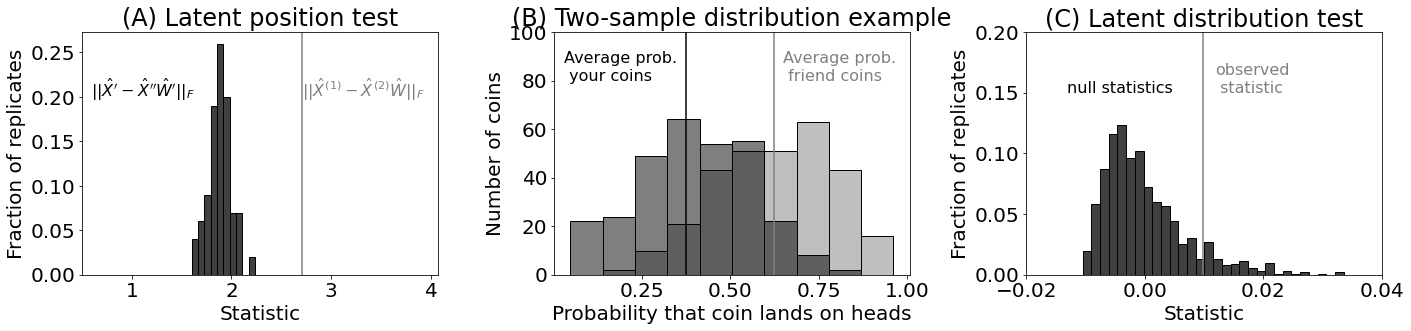 (A) Latent position test
Fraction of replicates
0.25
0.20
0.15
0.10
0.05
0.00
||X̂′ − X̂″Ŵ′||F
||X̂⁽¹⁾ − X̂⁽²⁾Ŵ||F
1 2 3 4
Statistic
(B) Two-sample distribution example
Number of coins
100
80
60
40
20
0
Average prob.
your coins
Average prob.
friend coins
0.25 0.50 0.75 1.00
Probability that coin lands on heads
(C) Latent distribution test
Fraction of replicates
0.20
0.15
0.10
0.05
0.00
null statistics
observed
statistic
−0.02 0.00 0.02 0.04
Statistic